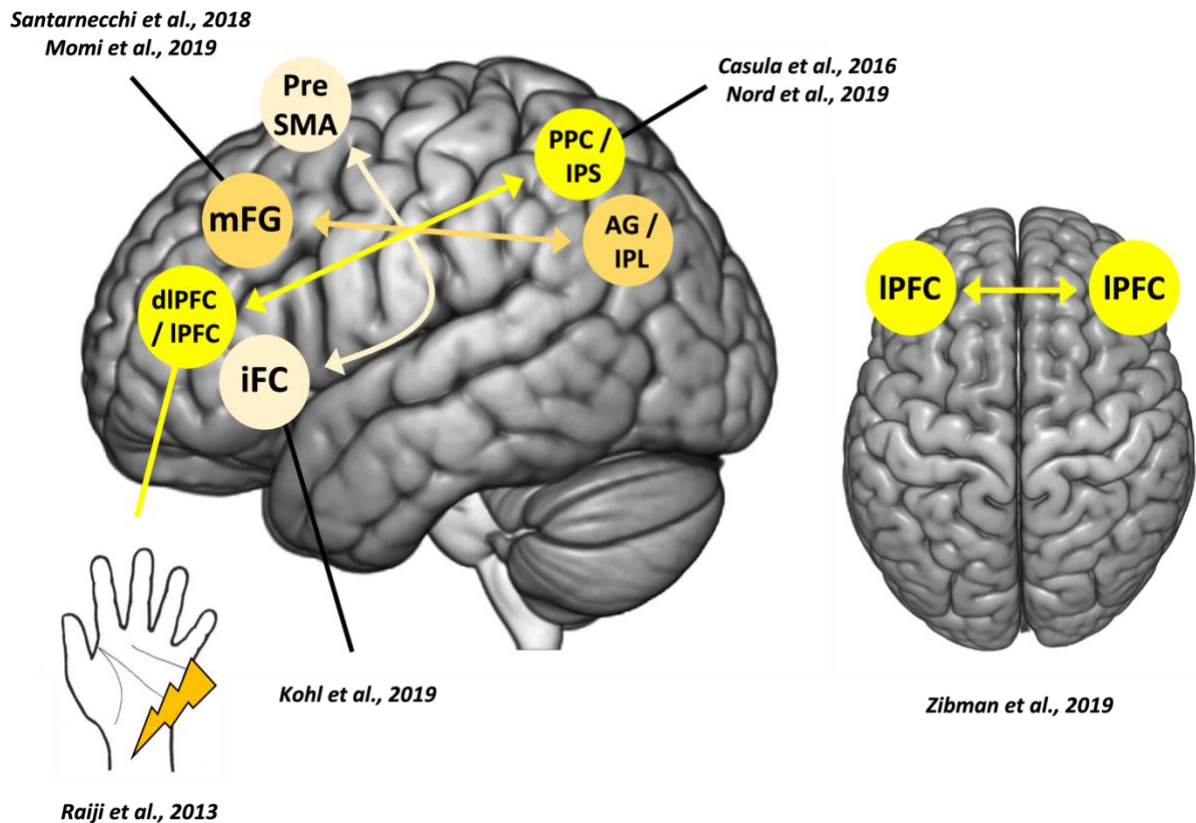 Santarnecchi et al., 2018
Momi et al., 2019
Casula et al., 2016
Nord et al., 2019
Pre
SMA
PPC /
IPS
mFG
AG /
IPL
dlPFC
/ lPFC
iFC
lPFC
lPFC
Kohl et al., 2019
Zibman et al., 2019
Raiji et al., 2013